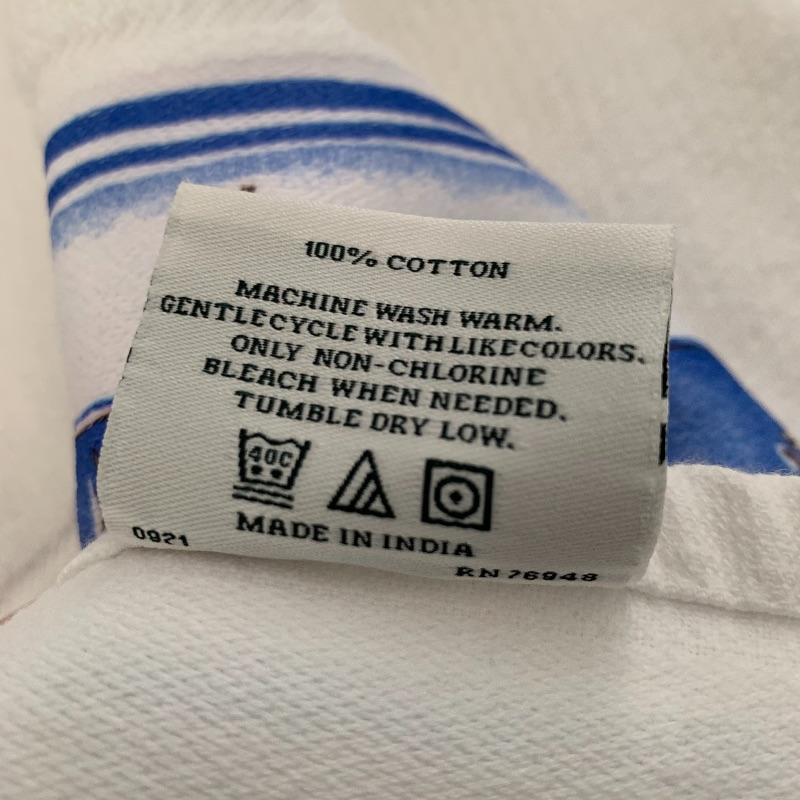 100% COTTON
MACHINE WASH WARM.
GENTLE CYCLE WITH LIKE COLORS.
ONLY NON-CHLORINE
BLEACH WHEN NEEDED.
TUMBLE DRY LOW.
40C
MADE IN INDIA
0921
RN 76948